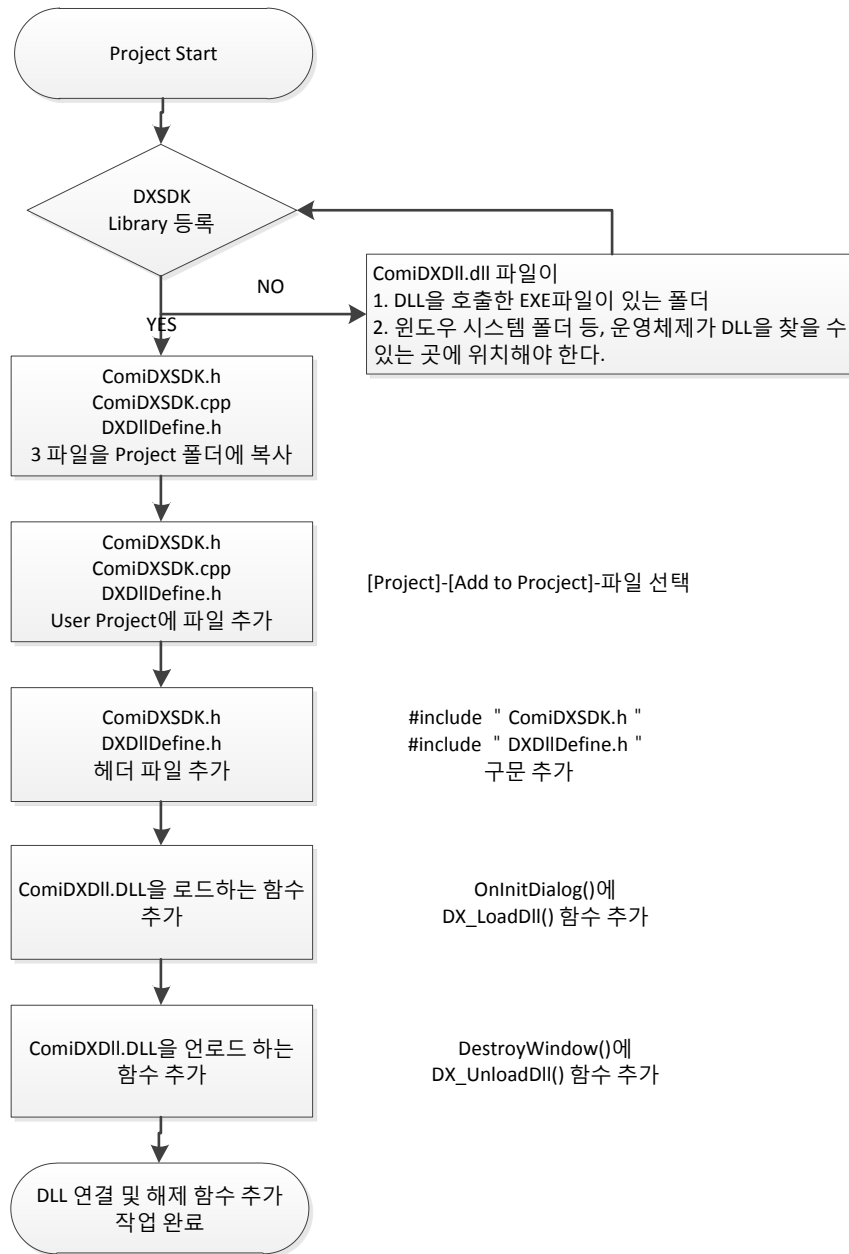 Project Start
DXSDK
Library 등록
NO
YES
ComiDXDll.dll 파일이
1. DLL을 호출한 EXE파일이 있는 폴더
2. 윈도우 시스템 폴더 등, 운영체제가 DLL을 찾을 수
있는 곳에 위치해야 한다.
ComiDXSDK.h
ComiDXSDK.cpp
DXDllDefine.h
3 파일을 Project 폴더에 복사
ComiDXSDK.h
ComiDXSDK.cpp
DXDllDefine.h
User Project에 파일 추가
[Project]-[Add to Procject]-파일 선택
ComiDXSDK.h
DXDllDefine.h
헤더 파일 추가
#include " ComiDXSDK.h "
#include " DXDllDefine.h "
구문 추가
ComiDXDll.DLL을 로드하는 함수
추가
OnInitDialog()에
DX_LoadDll() 함수 추가
ComiDXDll.DLL을 언로드 하는
함수 추가
DestroyWindow()에
DX_UnloadDll() 함수 추가
DLL 연결 및 해제 함수 추가
작업 완료